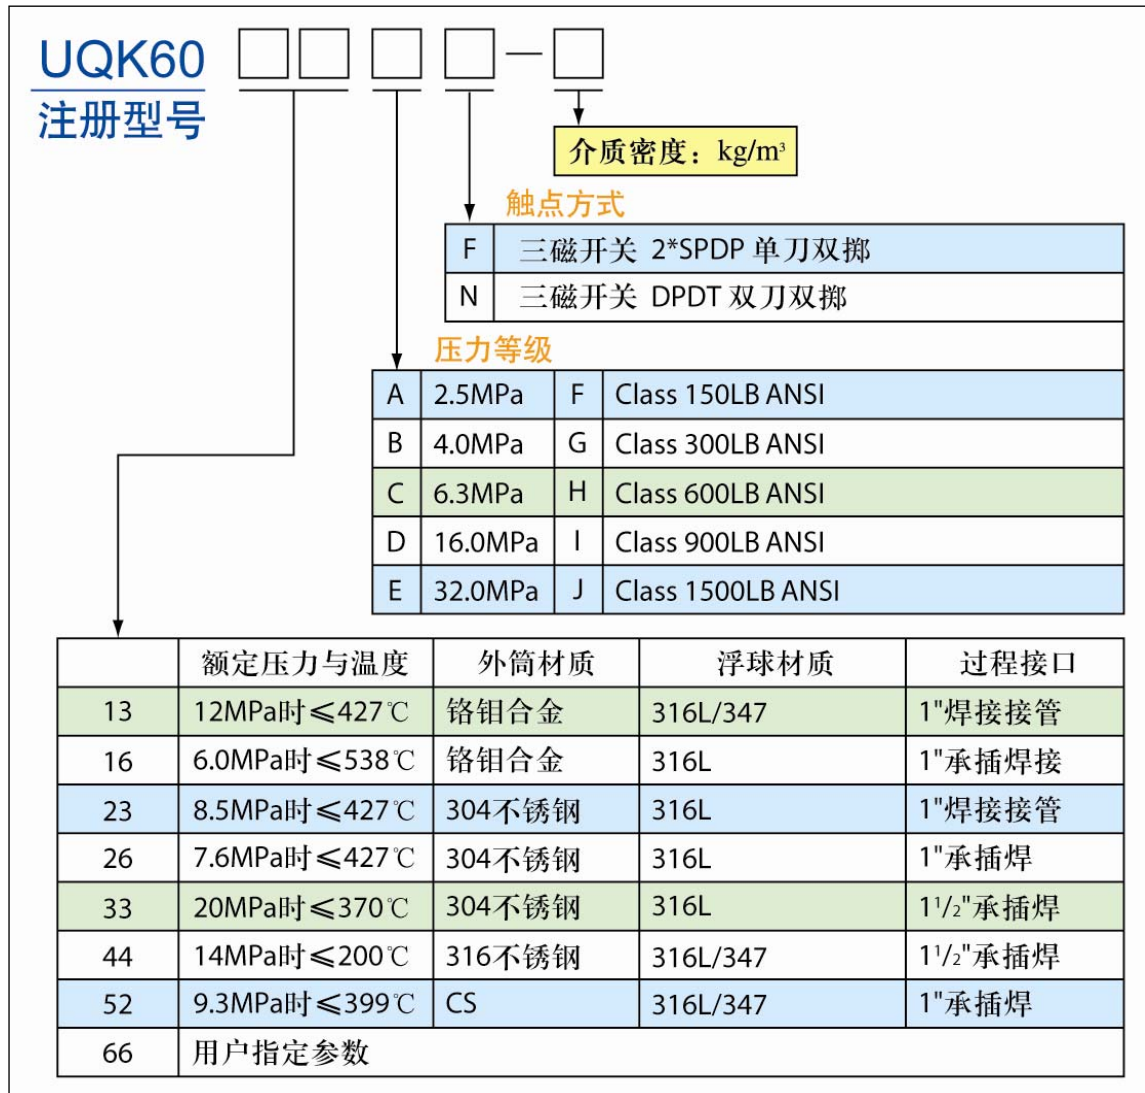 UQK60 □□ □ □—□
注册型号
介质密度：kg/m³
触点方式
F 三磁开关 2*SPDP 单刀双掷
N 三磁开关 DPDT 双刀双掷
压力等级
A 2.5MPa F Class 150LB ANSI
B 4.0MPa G Class 300LB ANSI
C 6.3MPa H Class 600LB ANSI
D 16.0MPa I Class 900LB ANSI
E 32.0MPa J Class 1500LB ANSI
额定压力与温度 外筒材质 浮球材质 过程接口
13 12MPa时≤427℃ 铬钼合金 316L/347 1"焊接接管
16 6.0MPa时≤538℃ 铬钼合金 316L 1"承插焊接
23 8.5MPa时≤427℃ 304不锈钢 316L 1"焊接接管
26 7.6MPa时≤427℃ 304不锈钢 316L 1"承插焊
33 20MPa时≤370℃ 304不锈钢 316L 1¹/₂"承插焊
44 14MPa时≤200℃ 316不锈钢 316L/347 1¹/₂"承插焊
52 9.3MPa时≤399℃ CS 316L/347 1"承插焊
66 用户指定参数